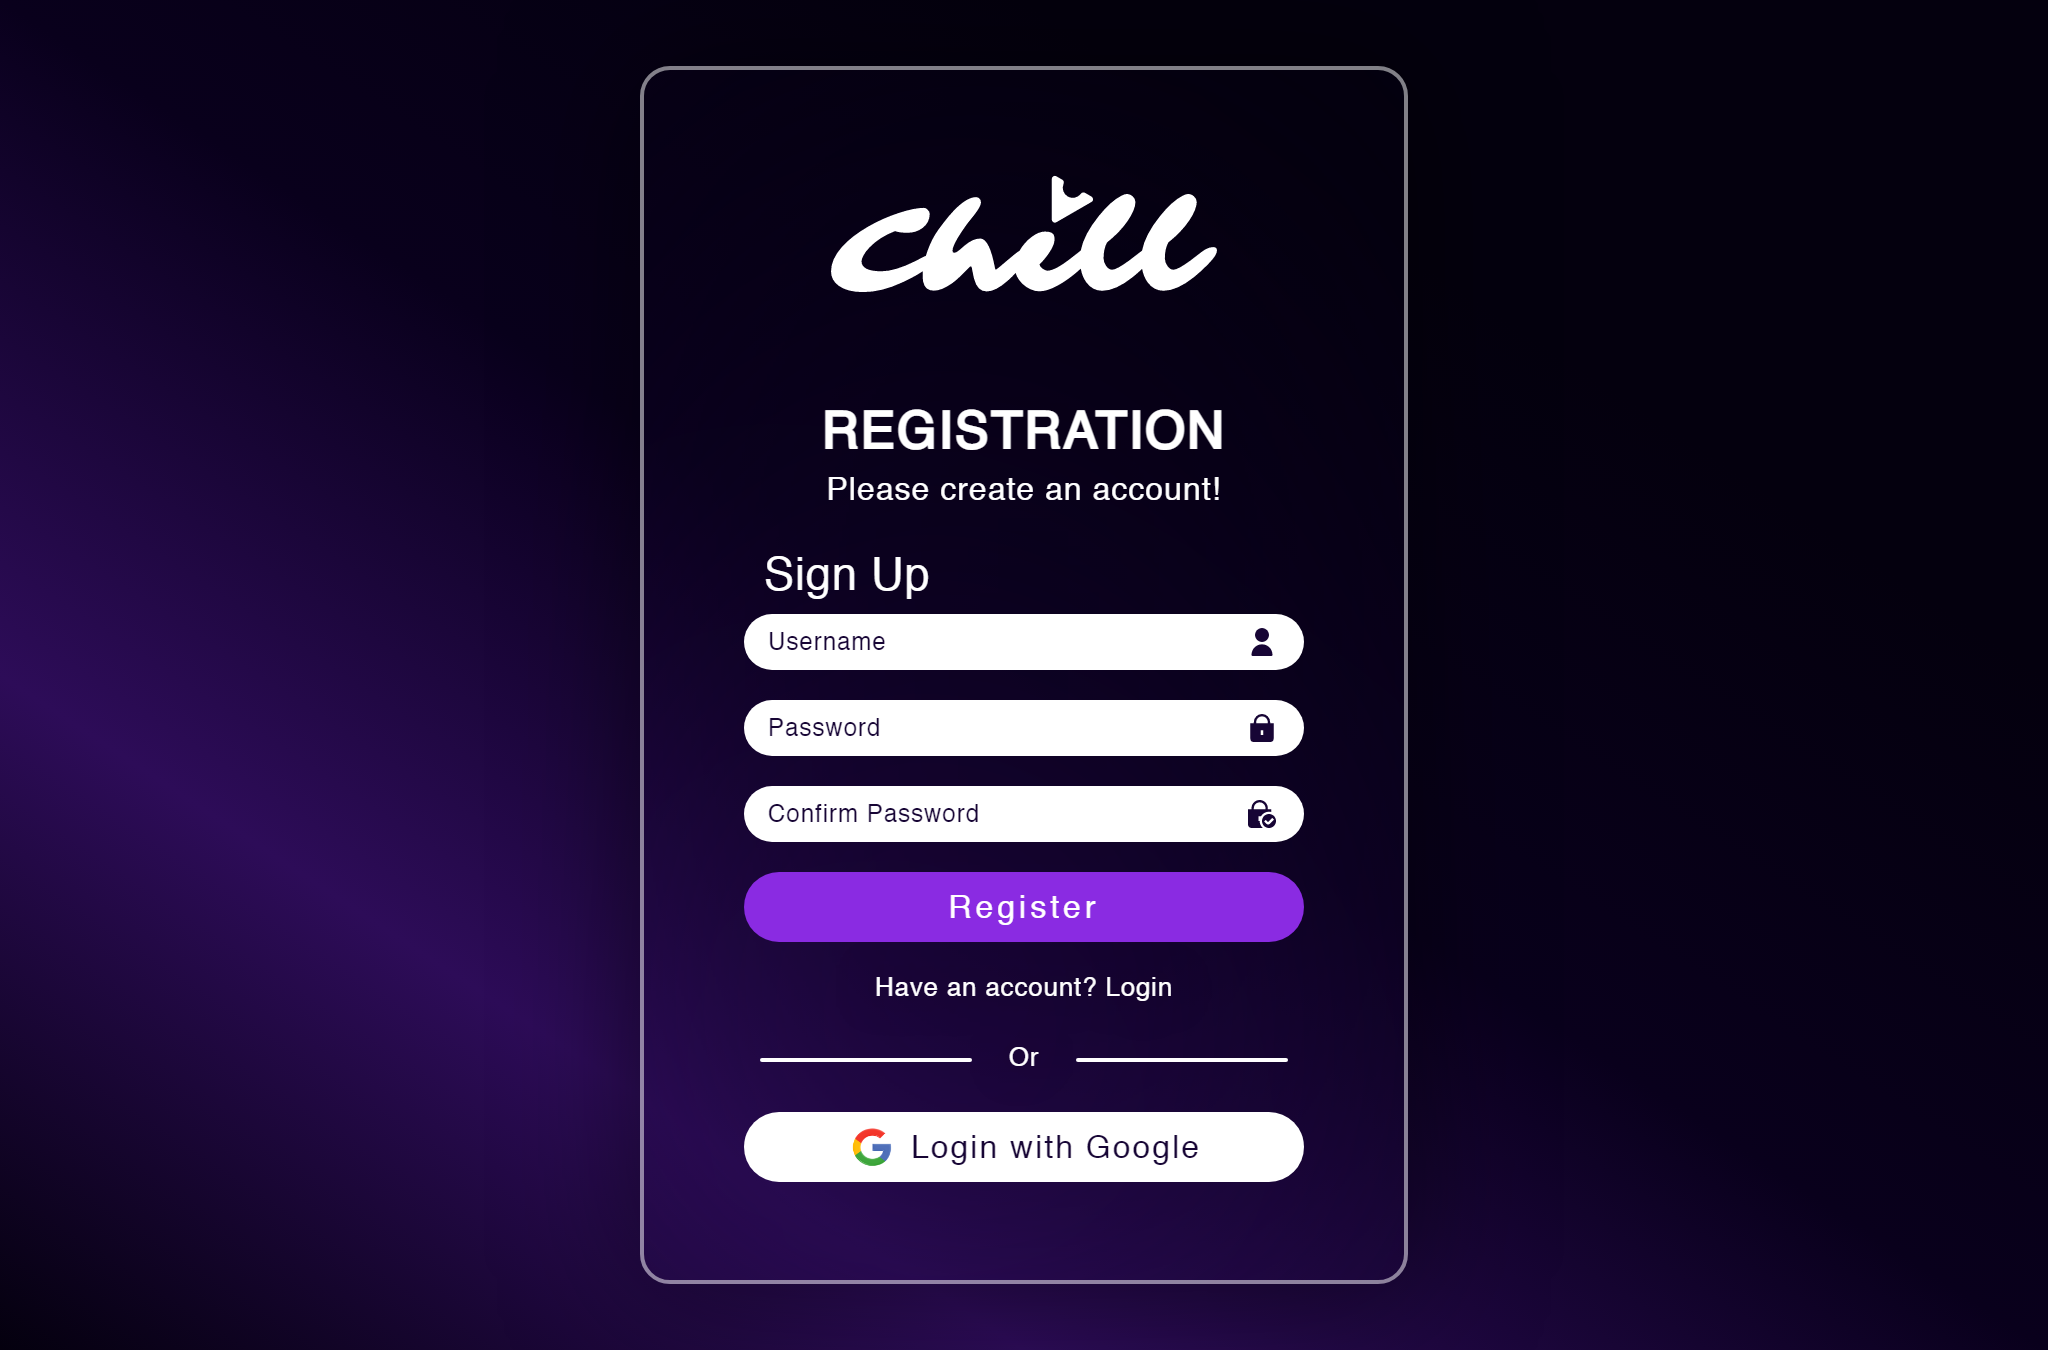 Chill
REGISTRATION
Please create an account!
Sign Up
Username
Password
Confirm Password
Register
Have an account? Login
Or
Login with Google